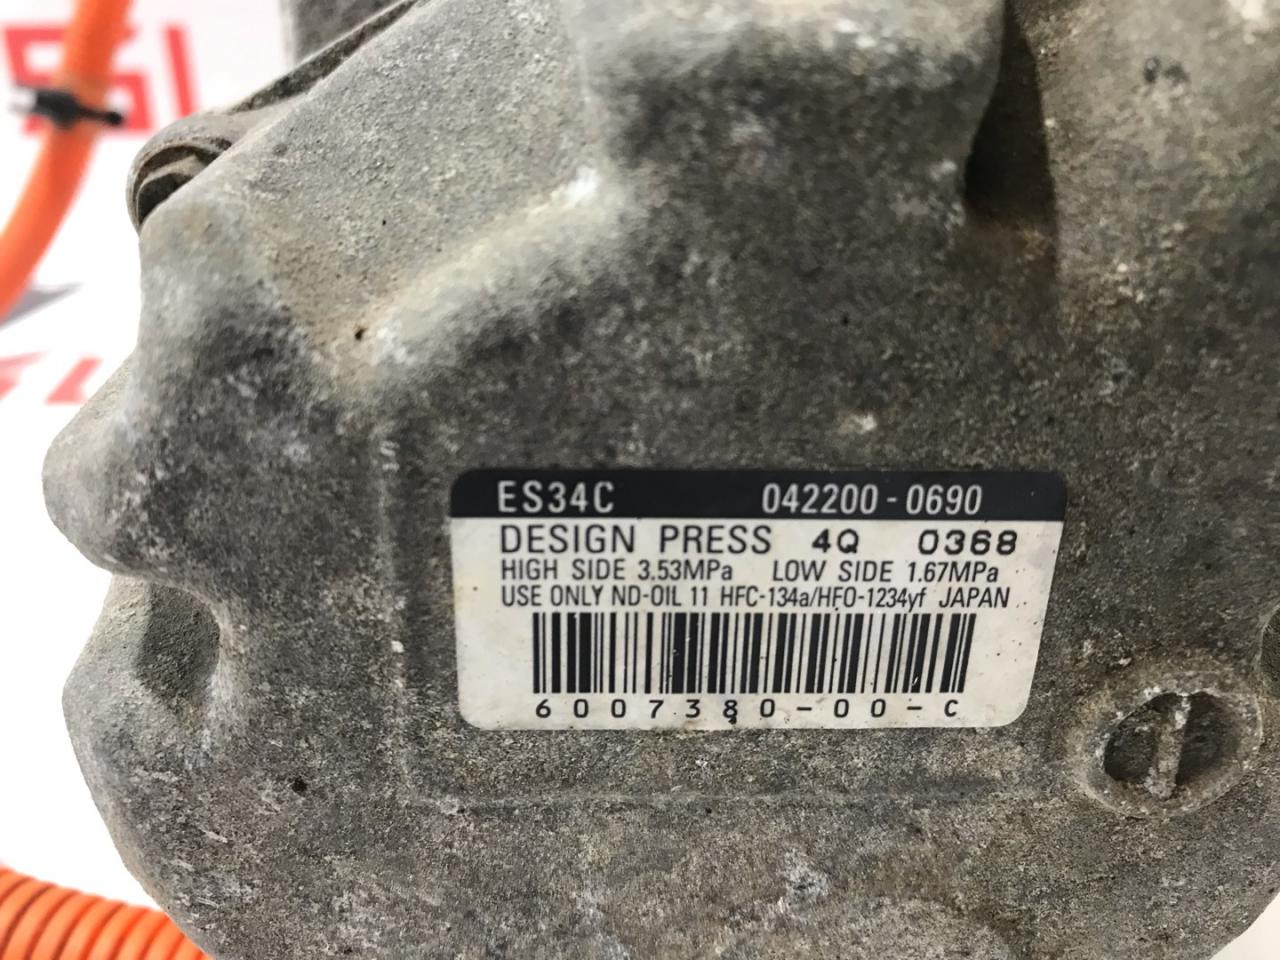 ES34C 042200-0690
DESIGN PRESS 4Q 0368
HIGH SIDE 3.53MPa LOW SIDE 1.67MPa
USE ONLY ND-OIL 11 HFC-134a/HFO-1234yf JAPAN
6007380-00-C